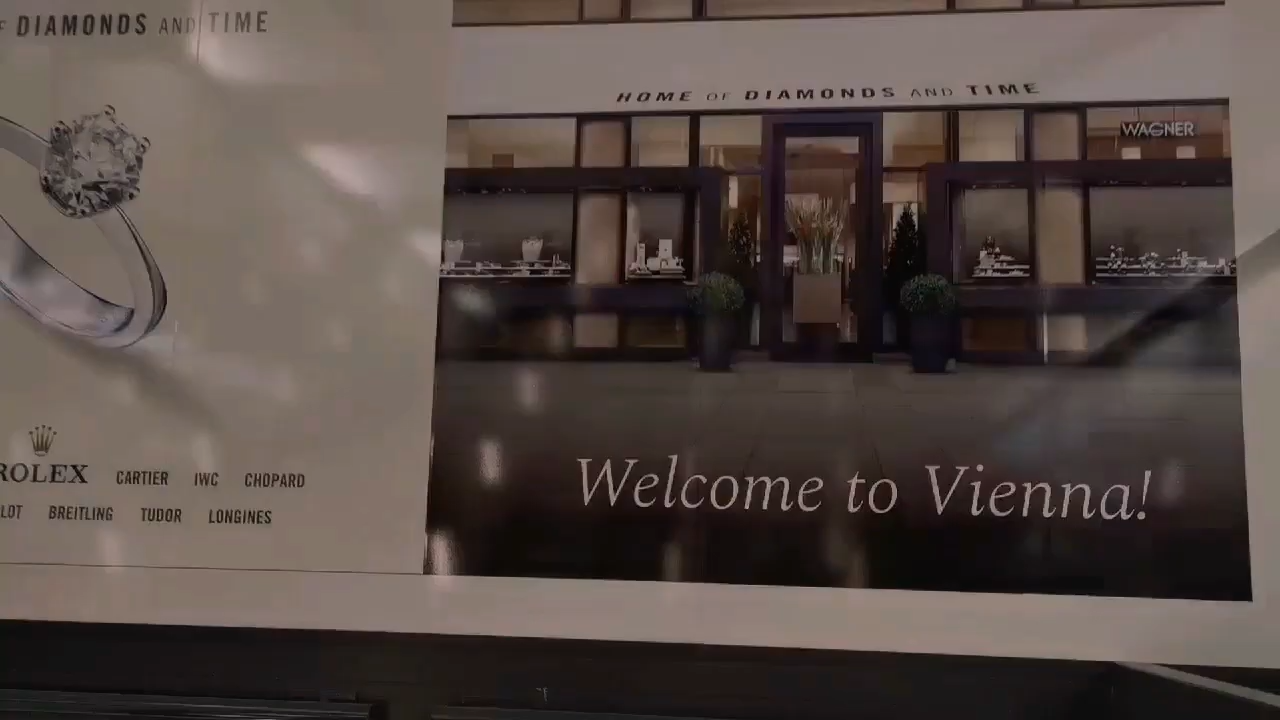 DIAMONDS AND TIME
ROLEX CARTIER IWC CHOPARD
BREITLING TUDOR LONGINES
HOME OF DIAMONDS AND TIME
WAGNER
Welcome to Vienna!